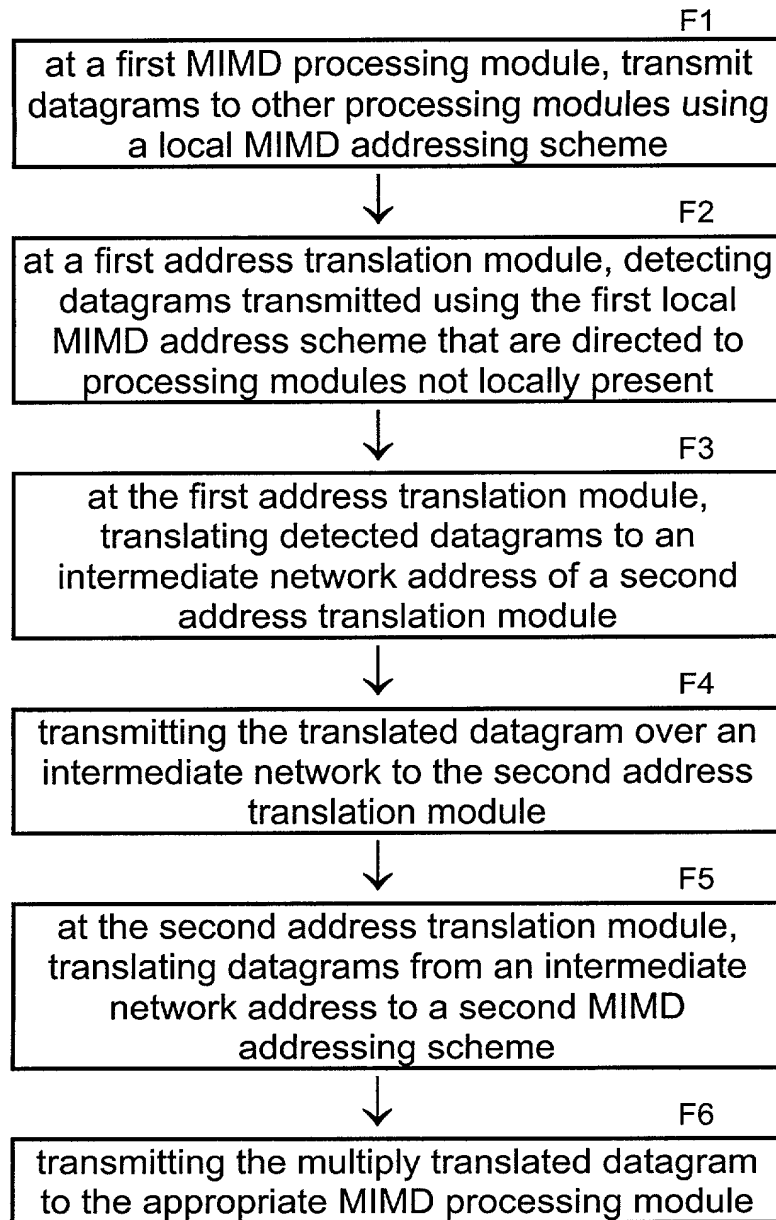 F1
at a first MIMD processing module, transmit
datagrams to other processing modules using
a local MIMD addressing scheme
F2
at a first address translation module, detecting
datagrams transmitted using the first local
MIMD address scheme that are directed to
processing modules not locally present
F3
at the first address translation module,
translating detected datagrams to an
intermediate network address of a second
address translation module
F4
transmitting the translated datagram over an
intermediate network to the second address
translation module
F5
at the second address translation module,
translating datagrams from an intermediate
network address to a second MIMD
addressing scheme
F6
transmitting the multiply translated datagram
to the appropriate MIMD processing module